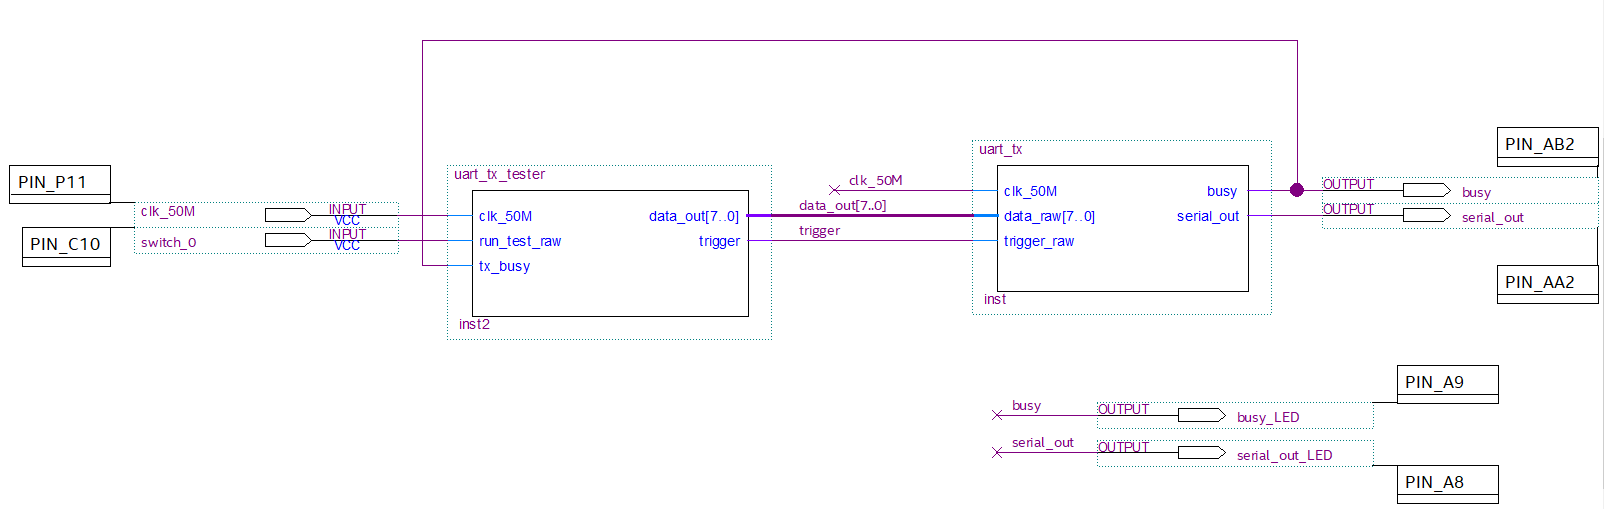 PIN_P11
PIN_C10
clk_50M
INPUT
VCC
switch_0
INPUT
VCC
uart_tx_tester
clk_50M
data_out[7..0]
run_test_raw
trigger
tx_busy
inst2
clk_50M
data_out[7..0]
trigger
uart_tx
clk_50M
busy
data_raw[7..0]
serial_out
trigger_raw
inst
PIN_AB2
OUTPUT
busy
OUTPUT
serial_out
PIN_AA2
PIN_A9
busy
OUTPUT
busy_LED
serial_out
OUTPUT
serial_out_LED
PIN_A8